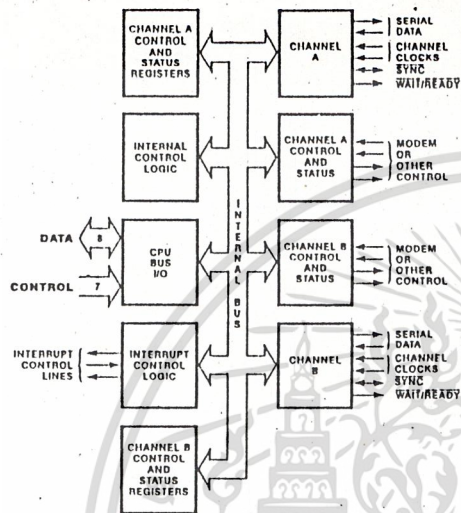 CHANNEL A
CONTROL
AND
STATUS
REGISTERS
CHANNEL
A
SERIAL
DATA
CHANNEL
CLOCKS
SYNC
WAIT/READY
INTERNAL
CONTROL
LOGIC
CHANNEL A
CONTROL
AND
STATUS
MODEM
OR
OTHER
CONTROL
INTERNAL BUS
DATA
8
CPU
BUS
I/O
CONTROL
7
CHANNEL B
CONTROL
AND
STATUS
MODEM
OR
OTHER
CONTROL
INTERRUPT
CONTROL
LINES
INTERRUPT
CONTROL
LOGIC
CHANNEL
B
SERIAL
DATA
CHANNEL
CLOCKS
SYNC
WAIT/READY
CHANNEL B
CONTROL
AND
STATUS
REGISTERS